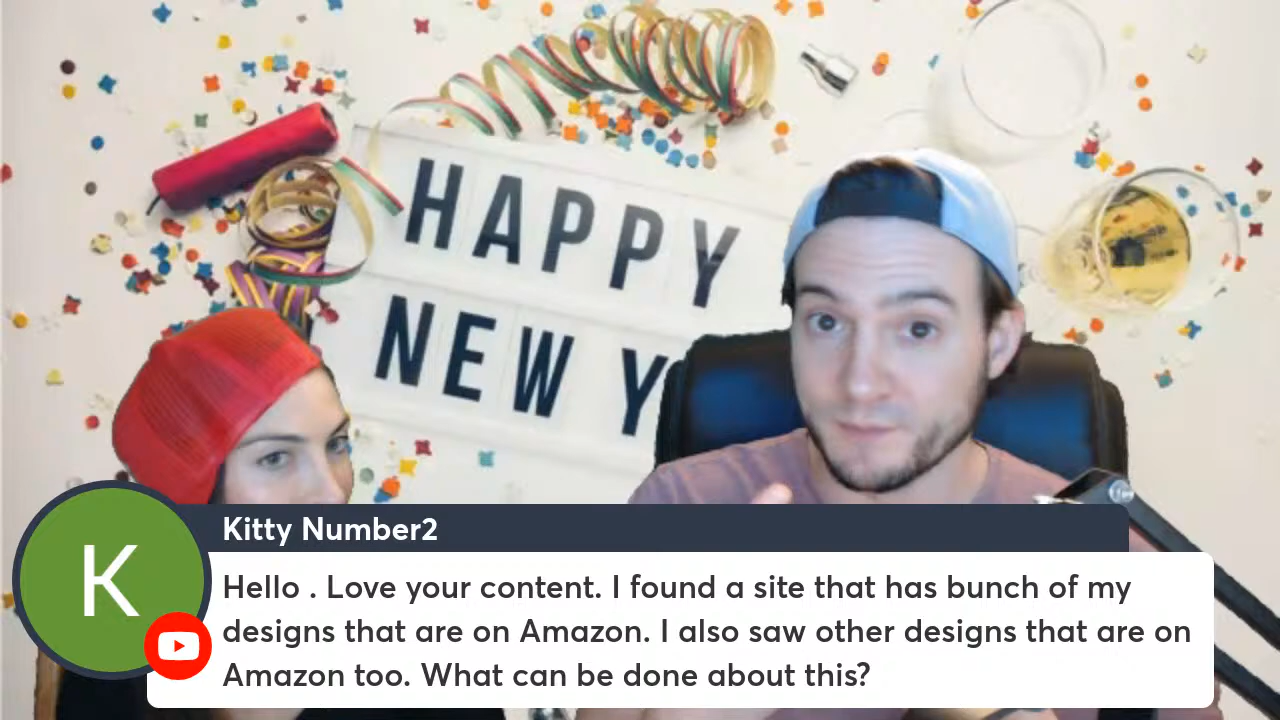 HAPPY
NEW Y
K
Kitty Number2
Hello . Love your content. I found a site that has bunch of my
designs that are on Amazon. I also saw other designs that are on
Amazon too. What can be done about this?